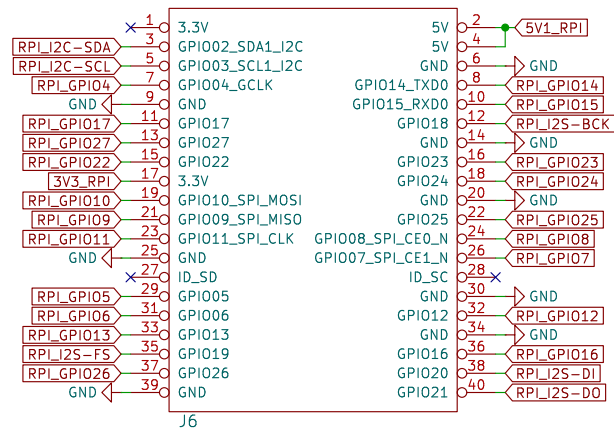 1 3.3V 5V 2 5V1_RPI
RPI_I2C-SDA 3 GPIO02_SDA1_I2C 5V 4
RPI_I2C-SCL 5 GPIO03_SCL1_I2C GND 6 GND
RPI_GPIO4 7 GPIO04_GCLK GPIO14_TXD0 8 RPI_GPIO14
GND 9 GND GPIO15_RXD0 10 RPI_GPIO15
RPI_GPIO17 11 GPIO17 GPIO18 12 RPI_I2S-BCK
RPI_GPIO27 13 GPIO27 GND 14 GND
RPI_GPIO22 15 GPIO22 GPIO23 16 RPI_GPIO23
3V3_RPI 17 3.3V GPIO24 18 RPI_GPIO24
RPI_GPIO10 19 GPIO10_SPI_MOSI GND 20 GND
RPI_GPIO9 21 GPIO09_SPI_MISO GPIO25 22 RPI_GPIO25
RPI_GPIO11 23 GPIO11_SPI_CLK GPIO08_SPI_CE0_N 24 RPI_GPIO8
GND 25 GND GPIO07_SPI_CE1_N 26 RPI_GPIO7
27 ID_SD ID_SC 28
RPI_GPIO5 29 GPIO05 GND 30 GND
RPI_GPIO6 31 GPIO06 GPIO12 32 RPI_GPIO12
RPI_GPIO13 33 GPIO13 GND 34 GND
RPI_I2S-FS 35 GPIO19 GPIO16 36 RPI_GPIO16
RPI_GPIO26 37 GPIO26 GPIO20 38 RPI_I2S-DI
GND 39 GND GPIO21 40 RPI_I2S-DO
J6